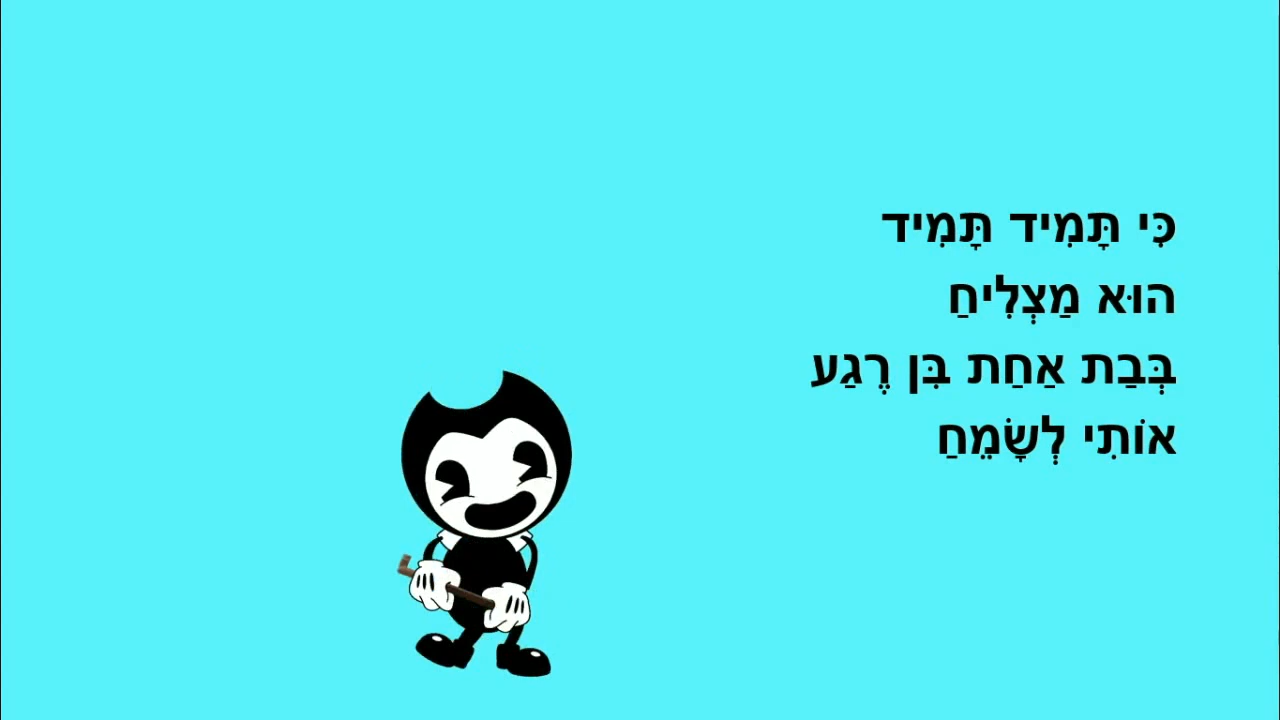 כִּי תָּמִיד תָּמִיד
הוּא מַצְלִיחַ
בְּבַת אַחַת בִּן רֶגַע
אוֹתִי לְשָׂמֵחַ